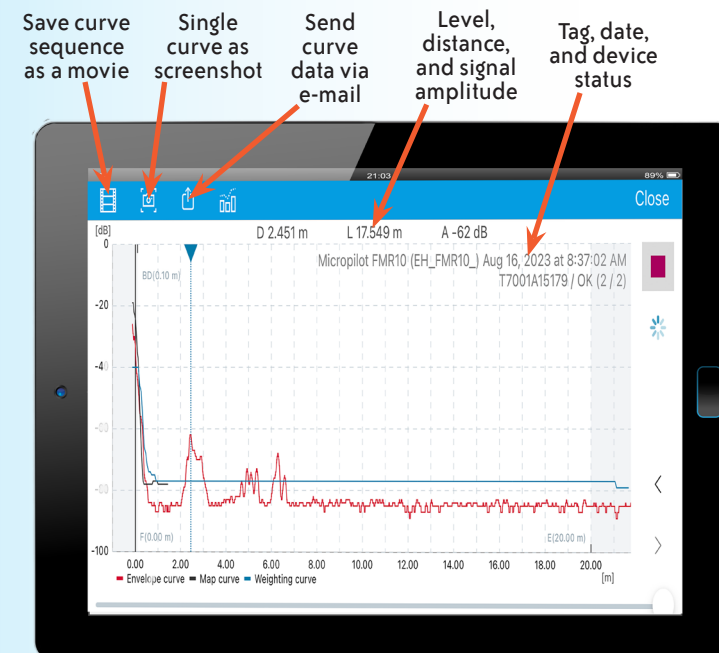 Save curve
sequence
as a movie
Single
curve as
screenshot
Send
curve
data via
e-mail
Level,
distance,
and signal
amplitude
Tag, date,
and device
status
21:03
89%
Close
[dB]
D 2.451 m L 17.549 m A -62 dB
Micropilot FMR10 (EH_FMR10_) Aug 16, 2023 at 8:37:02 AM
T7001A15179 / OK (2 / 2)
BD(0.10 m)
0
-20
-40
-60
-80
-100
F(0.00 m)
E(20.00 m)
0.00 2.00 4.00 6.00 8.00 10.00 12.00 14.00 16.00 18.00 20.00
[m]
Envelope curve Map curve Weighting curve